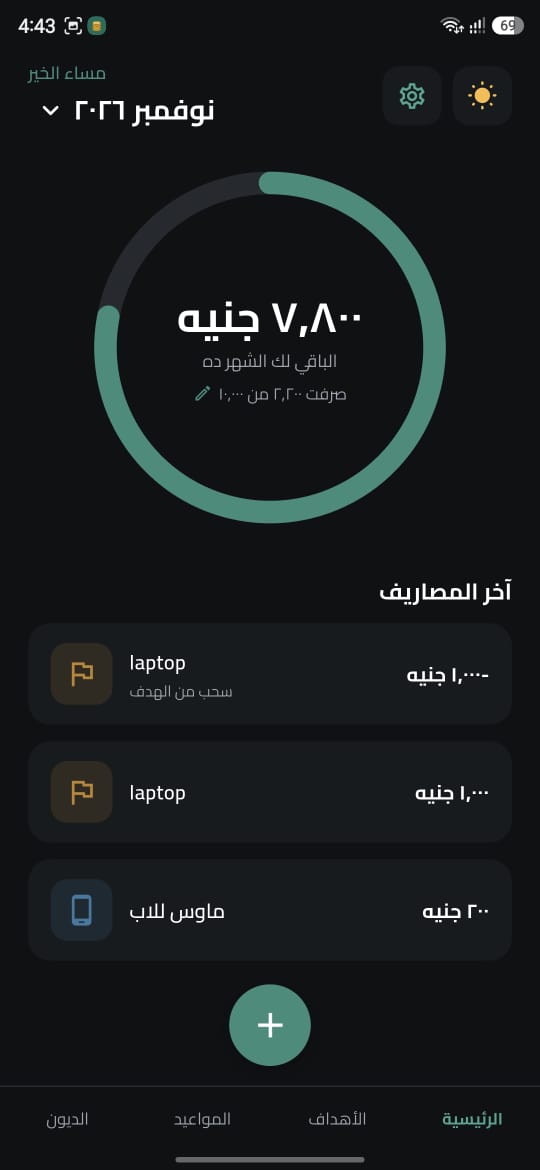 4:43
69
مساء الخير
نوفمبر ٢٠٢٦
٧,٨٠٠ جنيه
الباقي لك الشهر ده
صرفت ٢,٢٠٠ من ١٠,٠٠٠
آخر المصاريف
laptop
سحب من الهدف
-١,٠٠٠ جنيه
laptop
١,٠٠٠ جنيه
ماوس للاب
٢٠٠ جنيه
الرئيسية
الأهداف
المواعيد
الديون